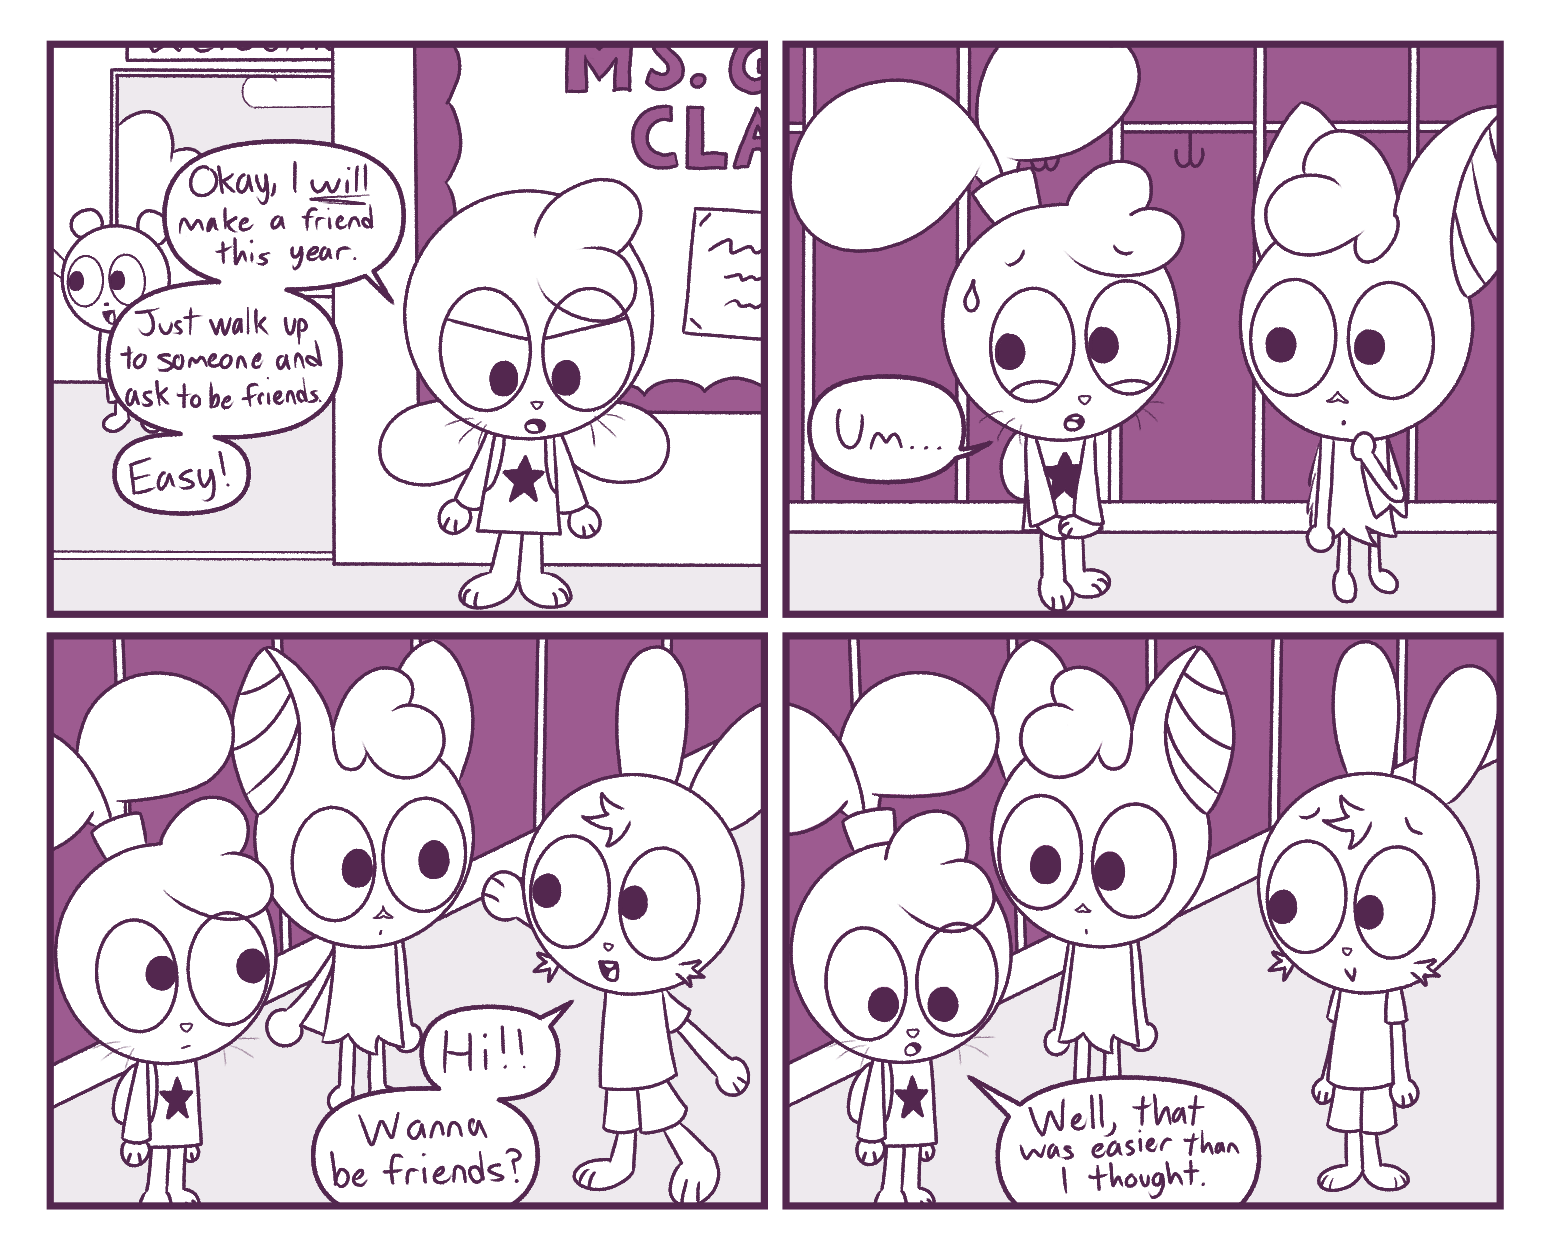 Welcome
MS. G
CLA
Okay, I will
make a friend
this year.
Just walk up
to someone and
ask to be friends.
Easy!
Um...
Hi!!
Wanna
be friends?
Well, that
was easier than
I thought.